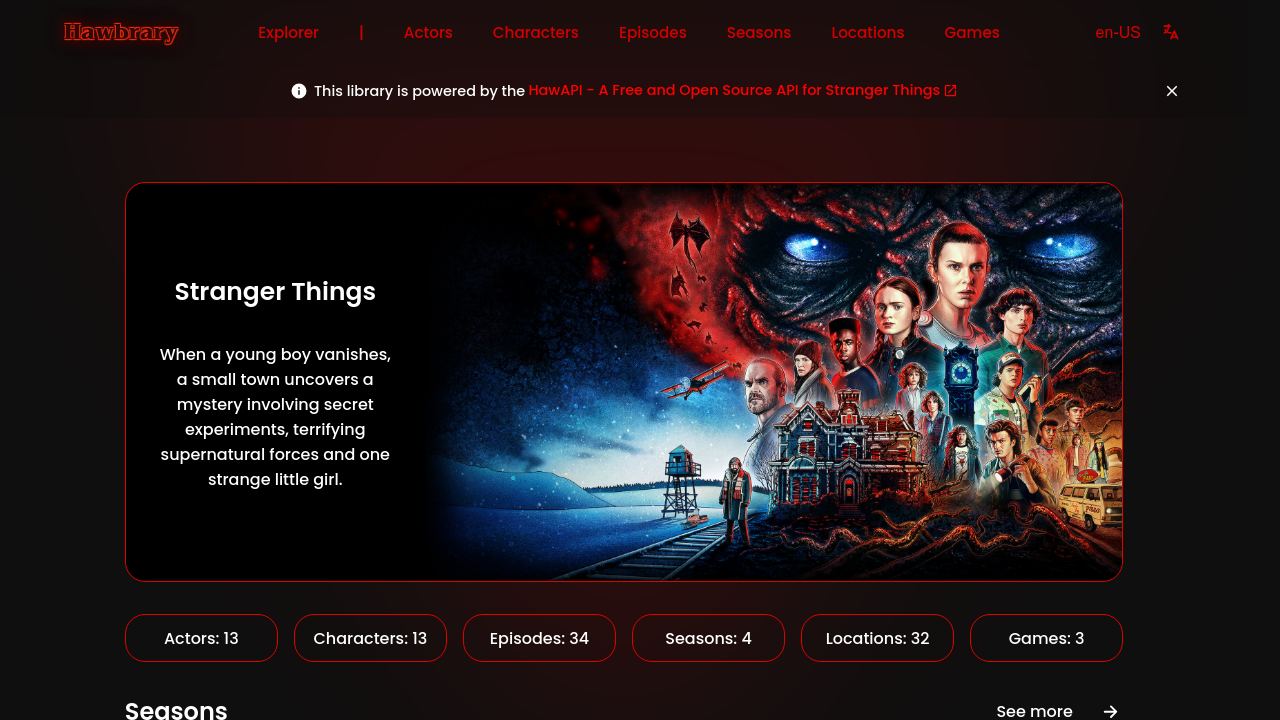 Hawbrary
Explorer | Actors Characters Episodes Seasons Locations Games en-US
This library is powered by the HawAPI - A Free and Open Source API for Stranger Things
Stranger Things
When a young boy vanishes,
a small town uncovers a
mystery involving secret
experiments, terrifying
supernatural forces and one
strange little girl.
Actors: 13
Characters: 13
Episodes: 34
Seasons: 4
Locations: 32
Games: 3
Seasons
See more